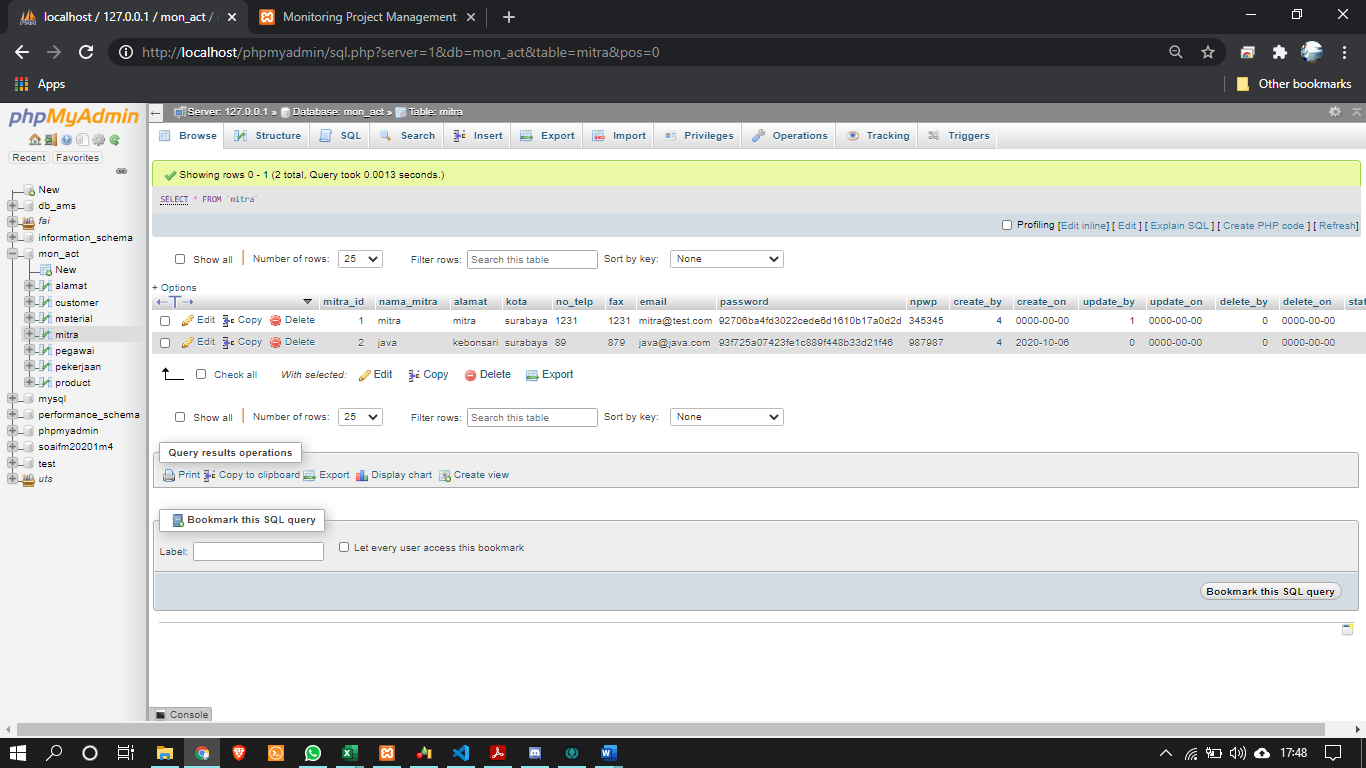 localhost / 127.0.0.1 / mon_act /
Monitoring Project Management
http://localhost/phpmyadmin/sql.php?server=1&db=mon_act&table=mitra&pos=0
Apps
Other bookmarks
phpMyAdmin
Recent Favorites
New
db_ams
fai
information_schema
mon_act
New
alamat
customer
material
mitra
pegawai
pekerjaan
product
mysql
performance_schema
phpmyadmin
soaifm20201m4
test
uts
Server: 127.0.0.1 » Database: mon_act » Table: mitra
Browse Structure SQL Search Insert Export Import Privileges Operations Tracking Triggers
Showing rows 0 - 1 (2 total, Query took 0.0013 seconds.)
SELECT * FROM `mitra`
Profiling [Edit inline] [ Edit ] [ Explain SQL ] [ Create PHP code ] [ Refresh]
Show all Number of rows: 25 Filter rows: Search this table Sort by key: None
+ Options
←T→ mitra_id nama_mitra alamat kota no_telp fax email password npwp create_by create_on update_by update_on delete_by delete_on stat
Edit Copy Delete 1 mitra mitra surabaya 1231 1231 mitra@test.com 92706ba4fd3022cede6d1610b17a0d2d 345345 4 0000-00-00 1 0000-00-00 0 0000-00-00
Edit Copy Delete 2 java kebonsari surabaya 89 879 java@java.com 93f725a07423fe1c889f448b33d21f46 987987 4 2020-10-06 0 0000-00-00 0 0000-00-00
Check all With selected: Edit Copy Delete Export
Show all Number of rows: 25 Filter rows: Search this table Sort by key: None
Query results operations
Print Copy to clipboard Export Display chart Create view
Bookmark this SQL query
Label: Let every user access this bookmark
Bookmark this SQL query
Console
17:48